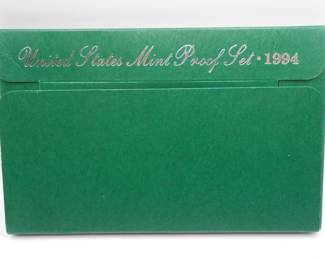 United States Mint Proof Set · 1994